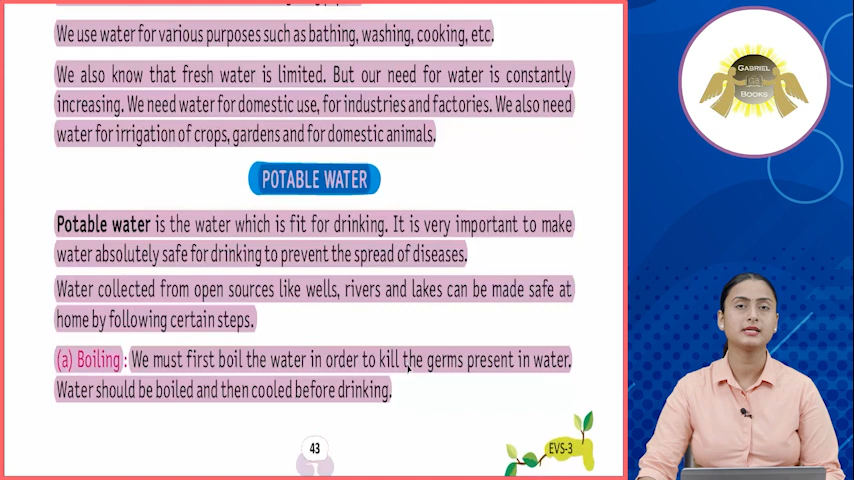 We use water for various purposes such as bathing, washing, cooking, etc.
We also know that fresh water is limited. But our need for water is constantly
increasing. We need water for domestic use, for industries and factories. We also need
water for irrigation of crops, gardens and for domestic animals.
POTABLE WATER
Potable water is the water which is fit for drinking. It is very important to make
water absolutely safe for drinking to prevent the spread of diseases.
Water collected from open sources like wells, rivers and lakes can be made safe at
home by following certain steps.
(a) Boiling : We must first boil the water in order to kill the germs present in water.
Water should be boiled and then cooled before drinking.
43
EVS-3
GABRIEL
BOOKS